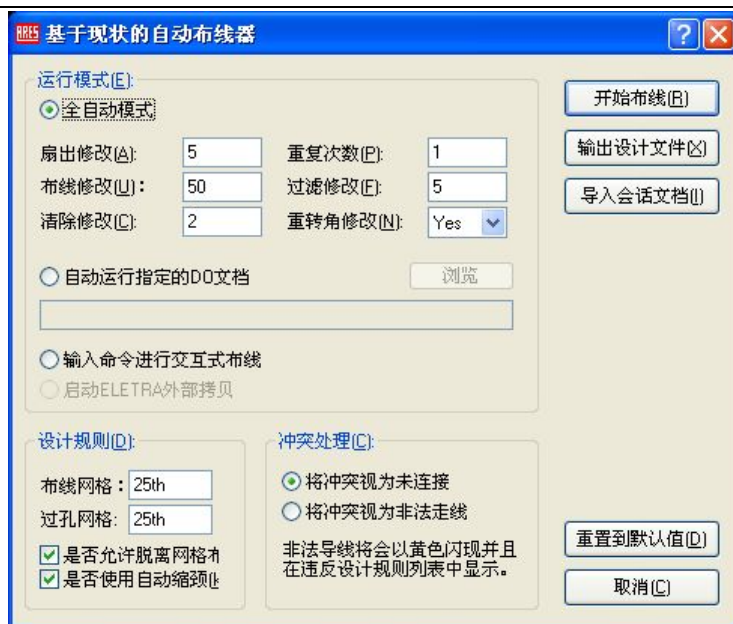 ARES 基于现状的自动布线器
运行模式(E):
全自动模式
扇出修改(A): 5 重复次数(P): 1
布线修改(U): 50 过滤修改(F): 5
清除修改(C): 2 重转角修改(N): Yes
自动运行指定的DO文档 浏览
输入命令进行交互式布线
启动ELETRA外部拷贝
设计规则(D):
布线网格: 25th
过孔网格: 25th
是否允许脱离网格布
是否使用自动缩颈(
冲突处理(C):
将冲突视为未连接
将冲突视为非法走线
非法导线将会以黄色闪现并且
在违反设计规则列表中显示。
开始布线(R)
输出设计文件(X)
导入会话文档(I)
重置到默认值(D)
取消(C)